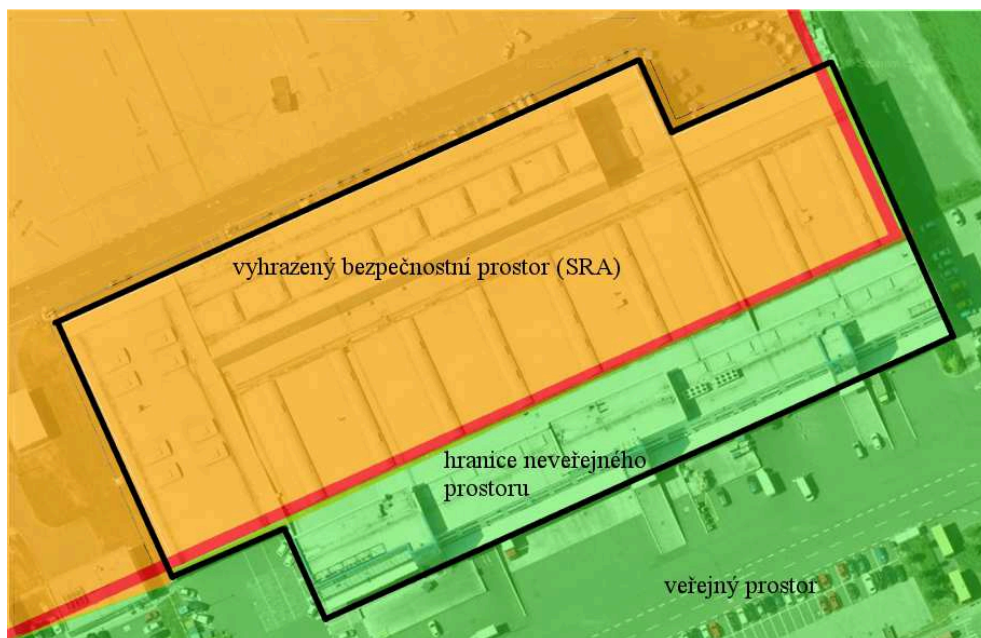 vyhrazený bezpečnostní prostor (SRA)
hranice neveřejného
prostoru
veřejný prostor